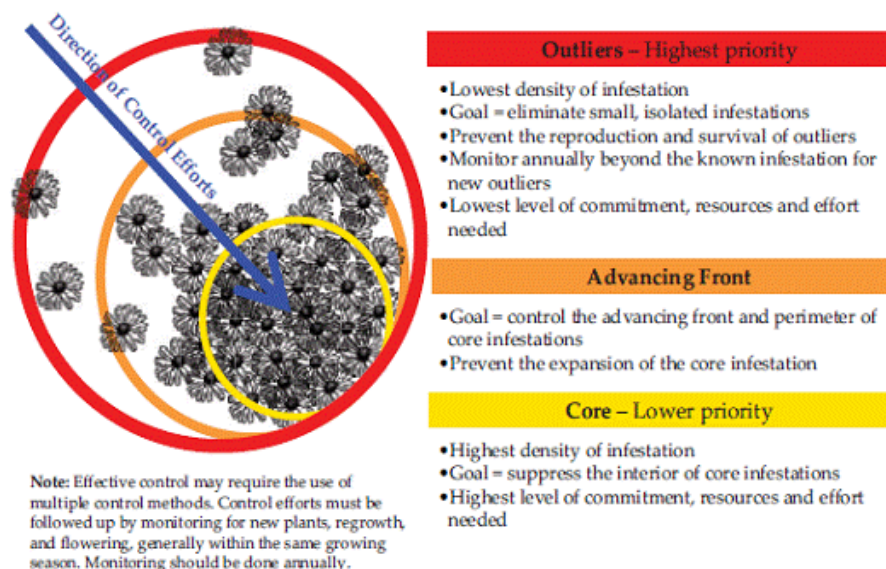 Direction of Control Efforts
Outliers – Highest priority
•Lowest density of infestation
•Goal = eliminate small, isolated infestations
•Prevent the reproduction and survival of outliers
•Monitor annually beyond the known infestation for
new outliers
•Lowest level of commitment, resources and effort
needed
Advancing Front
•Goal = control the advancing front and perimeter of
core infestations
•Prevent the expansion of the core infestation
Core – Lower priority
•Highest density of infestation
•Goal = suppress the interior of core infestations
•Highest level of commitment, resources and effort
needed
Note: Effective control may require the use of
multiple control methods. Control efforts must be
followed up by monitoring for new plants, regrowth,
and flowering, generally within the same growing
season. Monitoring should be done annually.